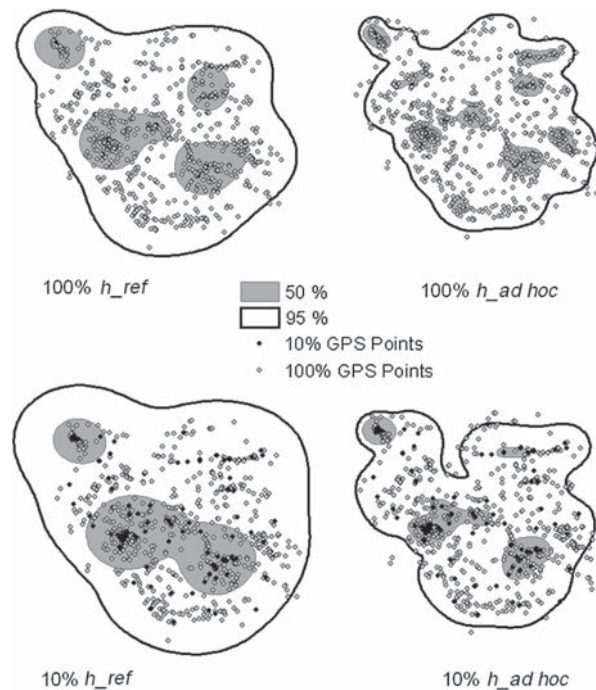 100% h_ref
100% h_ad hoc
50 %
95 %
10% GPS Points
100% GPS Points
10% h_ref
10% h_ad hoc